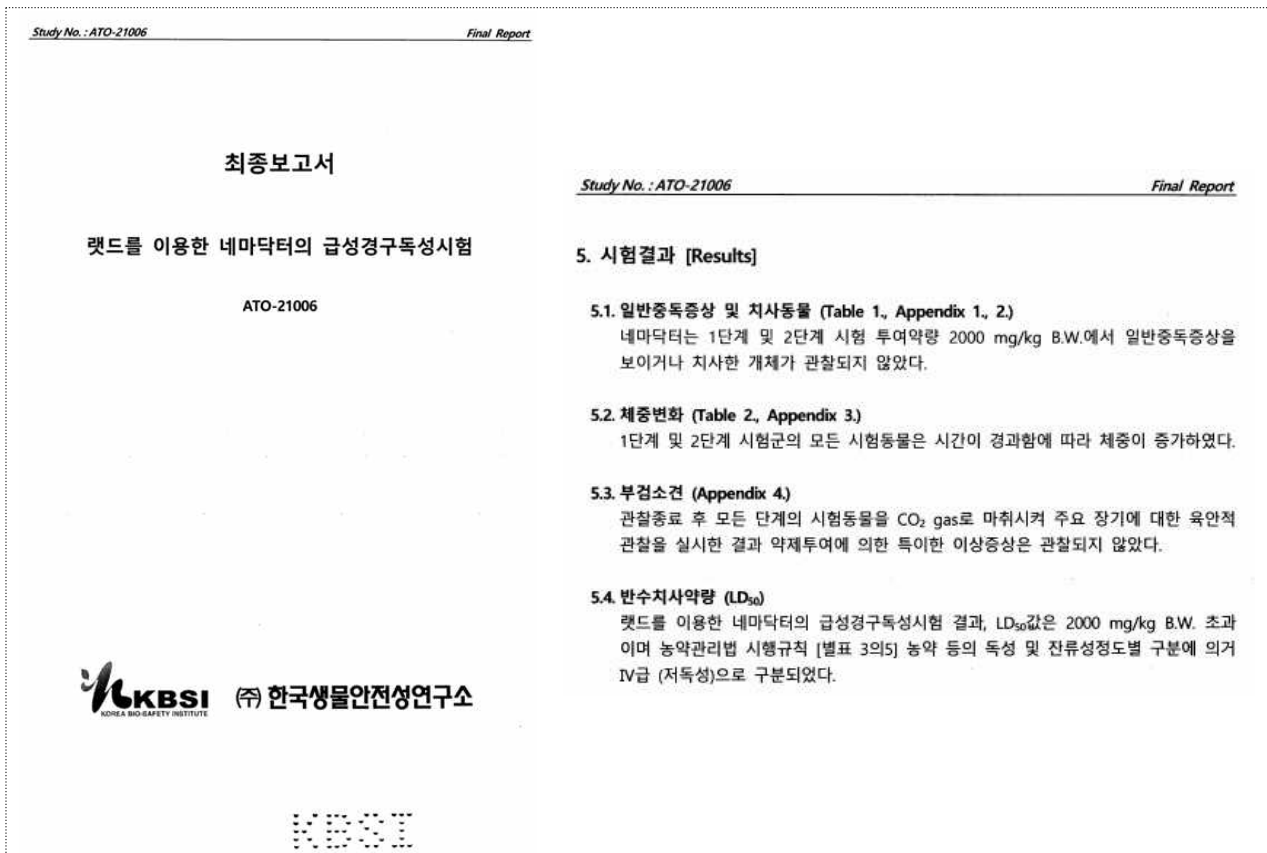 Study No. : ATO-21006
Final Report
최종보고서
랫드를 이용한 네마닥터의 급성경구독성시험
ATO-21006
KBSI
KOREA BIO-SAFETY INSTITUTE
㈜ 한국생물안전성연구소
KBSI
Study No. : ATO-21006
Final Report
5. 시험결과 [Results]
5.1. 일반중독증상 및 치사동물 (Table 1., Appendix 1., 2.)
네마닥터는 1단계 및 2단계 시험 투여약량 2000 mg/kg B.W.에서 일반중독증상을
보이거나 치사한 개체가 관찰되지 않았다.
5.2. 체중변화 (Table 2., Appendix 3.)
1단계 및 2단계 시험군의 모든 시험동물은 시간이 경과함에 따라 체중이 증가하였다.
5.3. 부검소견 (Appendix 4.)
관찰종료 후 모든 단계의 시험동물을 CO₂ gas로 마취시켜 주요 장기에 대한 육안적
관찰을 실시한 결과 약제투여에 의한 특이한 이상증상은 관찰되지 않았다.
5.4. 반수치사약량 (LD₅₀)
랫드를 이용한 네마닥터의 급성경구독성시험 결과, LD₅₀값은 2000 mg/kg B.W. 초과
이며 농약관리법 시행규칙 [별표 3의5] 농약 등의 독성 및 잔류성정도별 구분에 의거
Ⅳ급 (저독성)으로 구분되었다.